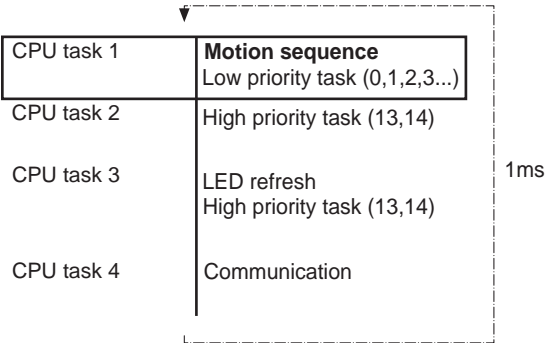 CPU task 1
Motion sequence
Low priority task (0,1,2,3...)
CPU task 2
High priority task (13,14)
CPU task 3
LED refresh
High priority task (13,14)
1ms
CPU task 4
Communication